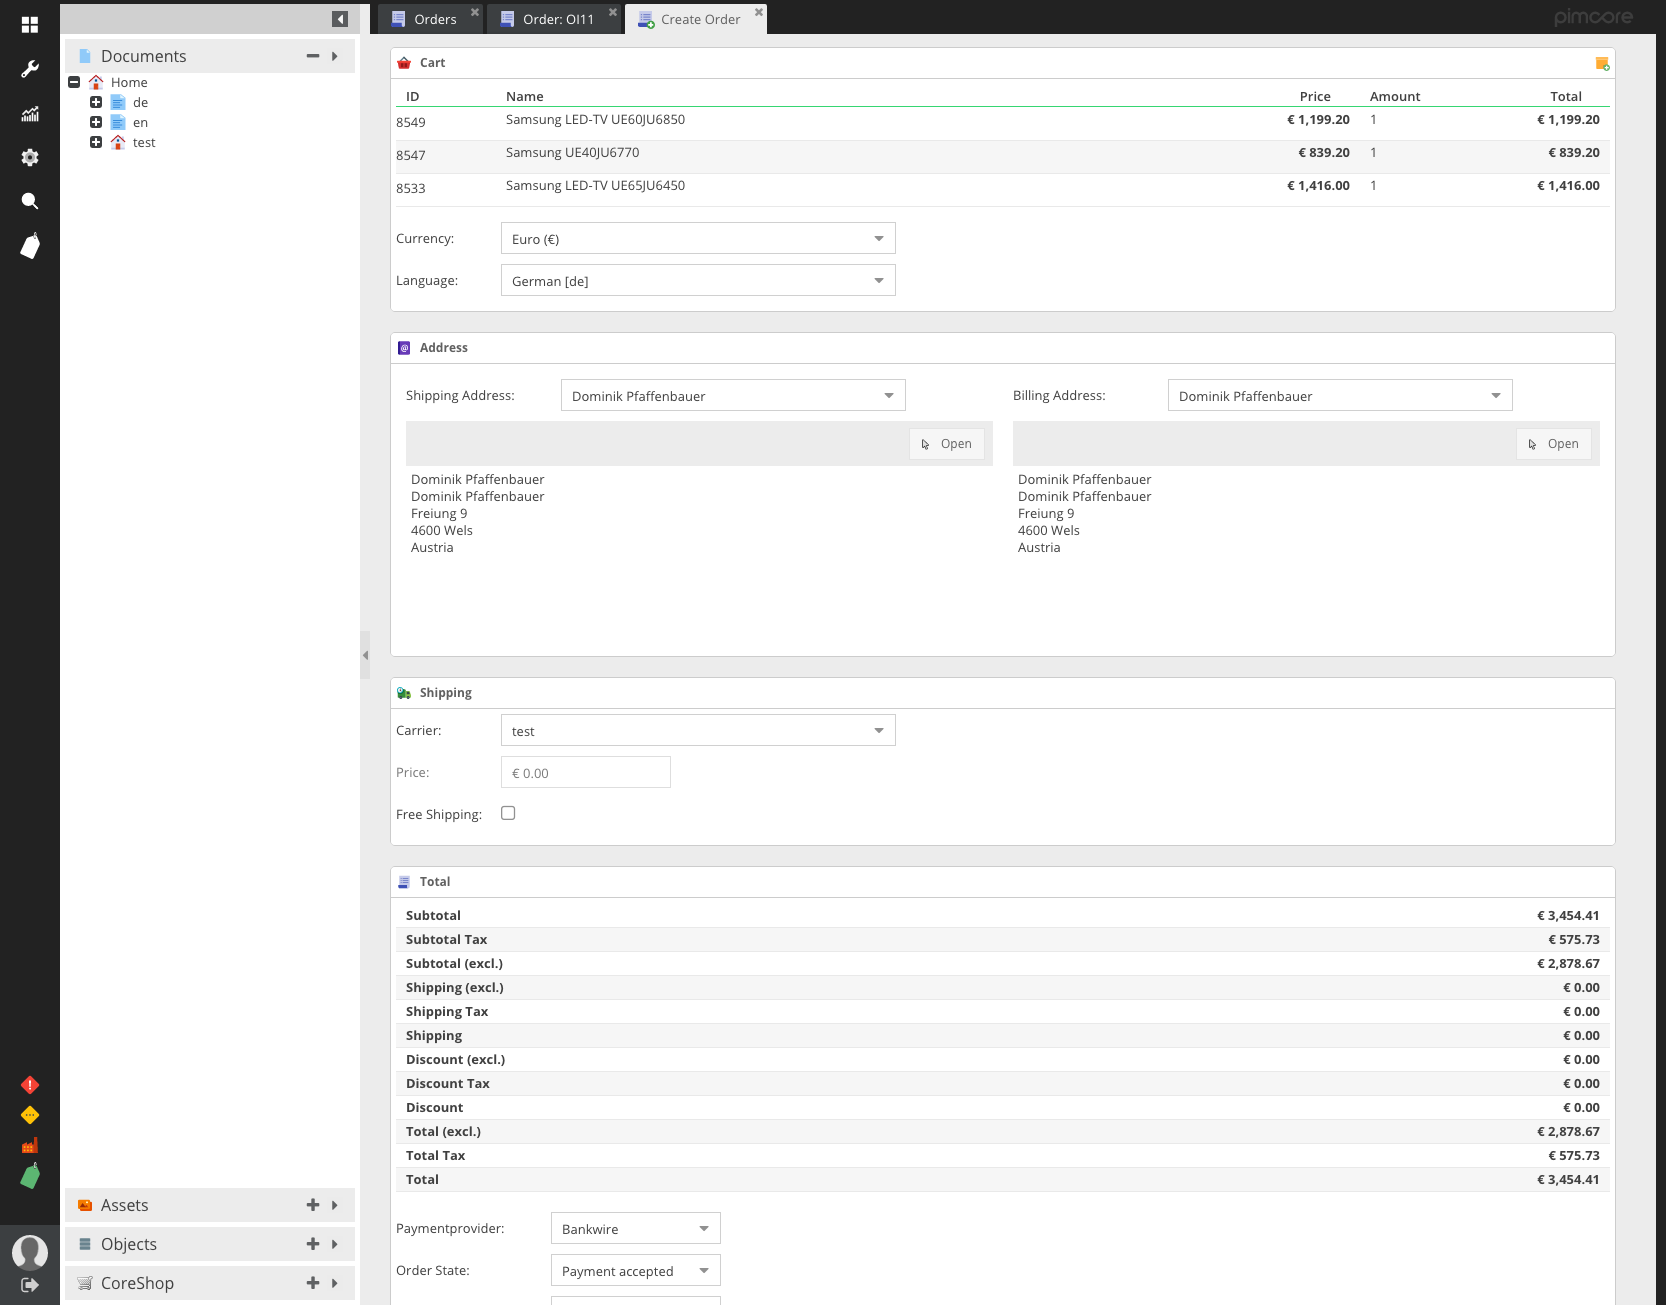 Orders
Order: OI11
Create Order
pimcore
Documents
Home
de
en
test
Assets
Objects
CoreShop
Cart
ID Name Price Amount Total
8549 Samsung LED-TV UE60JU6850 € 1,199.20 1 € 1,199.20
8547 Samsung UE40JU6770 € 839.20 1 € 839.20
8533 Samsung LED-TV UE65JU6450 € 1,416.00 1 € 1,416.00
Currency: Euro (€)
Language: German [de]
Address
Shipping Address: Dominik Pfaffenbauer
Open
Dominik Pfaffenbauer
Dominik Pfaffenbauer
Freiung 9
4600 Wels
Austria
Billing Address: Dominik Pfaffenbauer
Open
Dominik Pfaffenbauer
Dominik Pfaffenbauer
Freiung 9
4600 Wels
Austria
Shipping
Carrier: test
Price: € 0.00
Free Shipping:
Total
Subtotal € 3,454.41
Subtotal Tax € 575.73
Subtotal (excl.) € 2,878.67
Shipping (excl.) € 0.00
Shipping Tax € 0.00
Shipping € 0.00
Discount (excl.) € 0.00
Discount Tax € 0.00
Discount € 0.00
Total (excl.) € 2,878.67
Total Tax € 575.73
Total € 3,454.41
Paymentprovider: Bankwire
Order State: Payment accepted